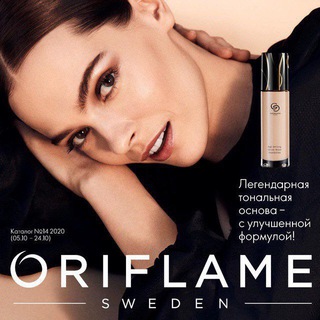 Легендарная
тональная
основа –
с улучшенной
формулой!
Каталог №14 2020
(05.10 - 24.10)
ORIFLAME
SWEDEN